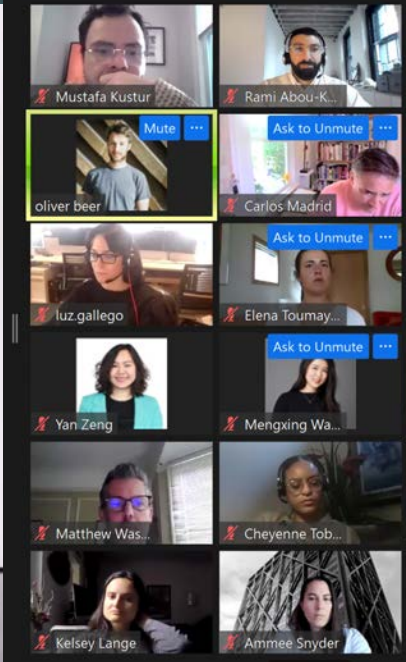 Mustafa Kustur
Rami Abou-K...
Mute ...
Ask to Unmute ...
oliver beer
Carlos Madrid
Ask to Unmute ...
luz.gallego
Elena Toumay...
Ask to Unmute ...
Yan Zeng
Mengxing Wa...
Matthew Was...
Cheyenne Tob...
Kelsey Lange
Ammee Snyder